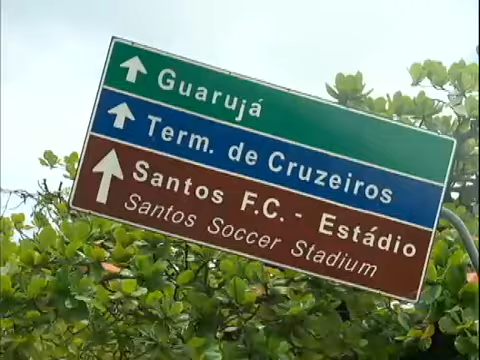 Guarujá
Term. de Cruzeiros
Santos F.C. - Estádio
Santos Soccer Stadium